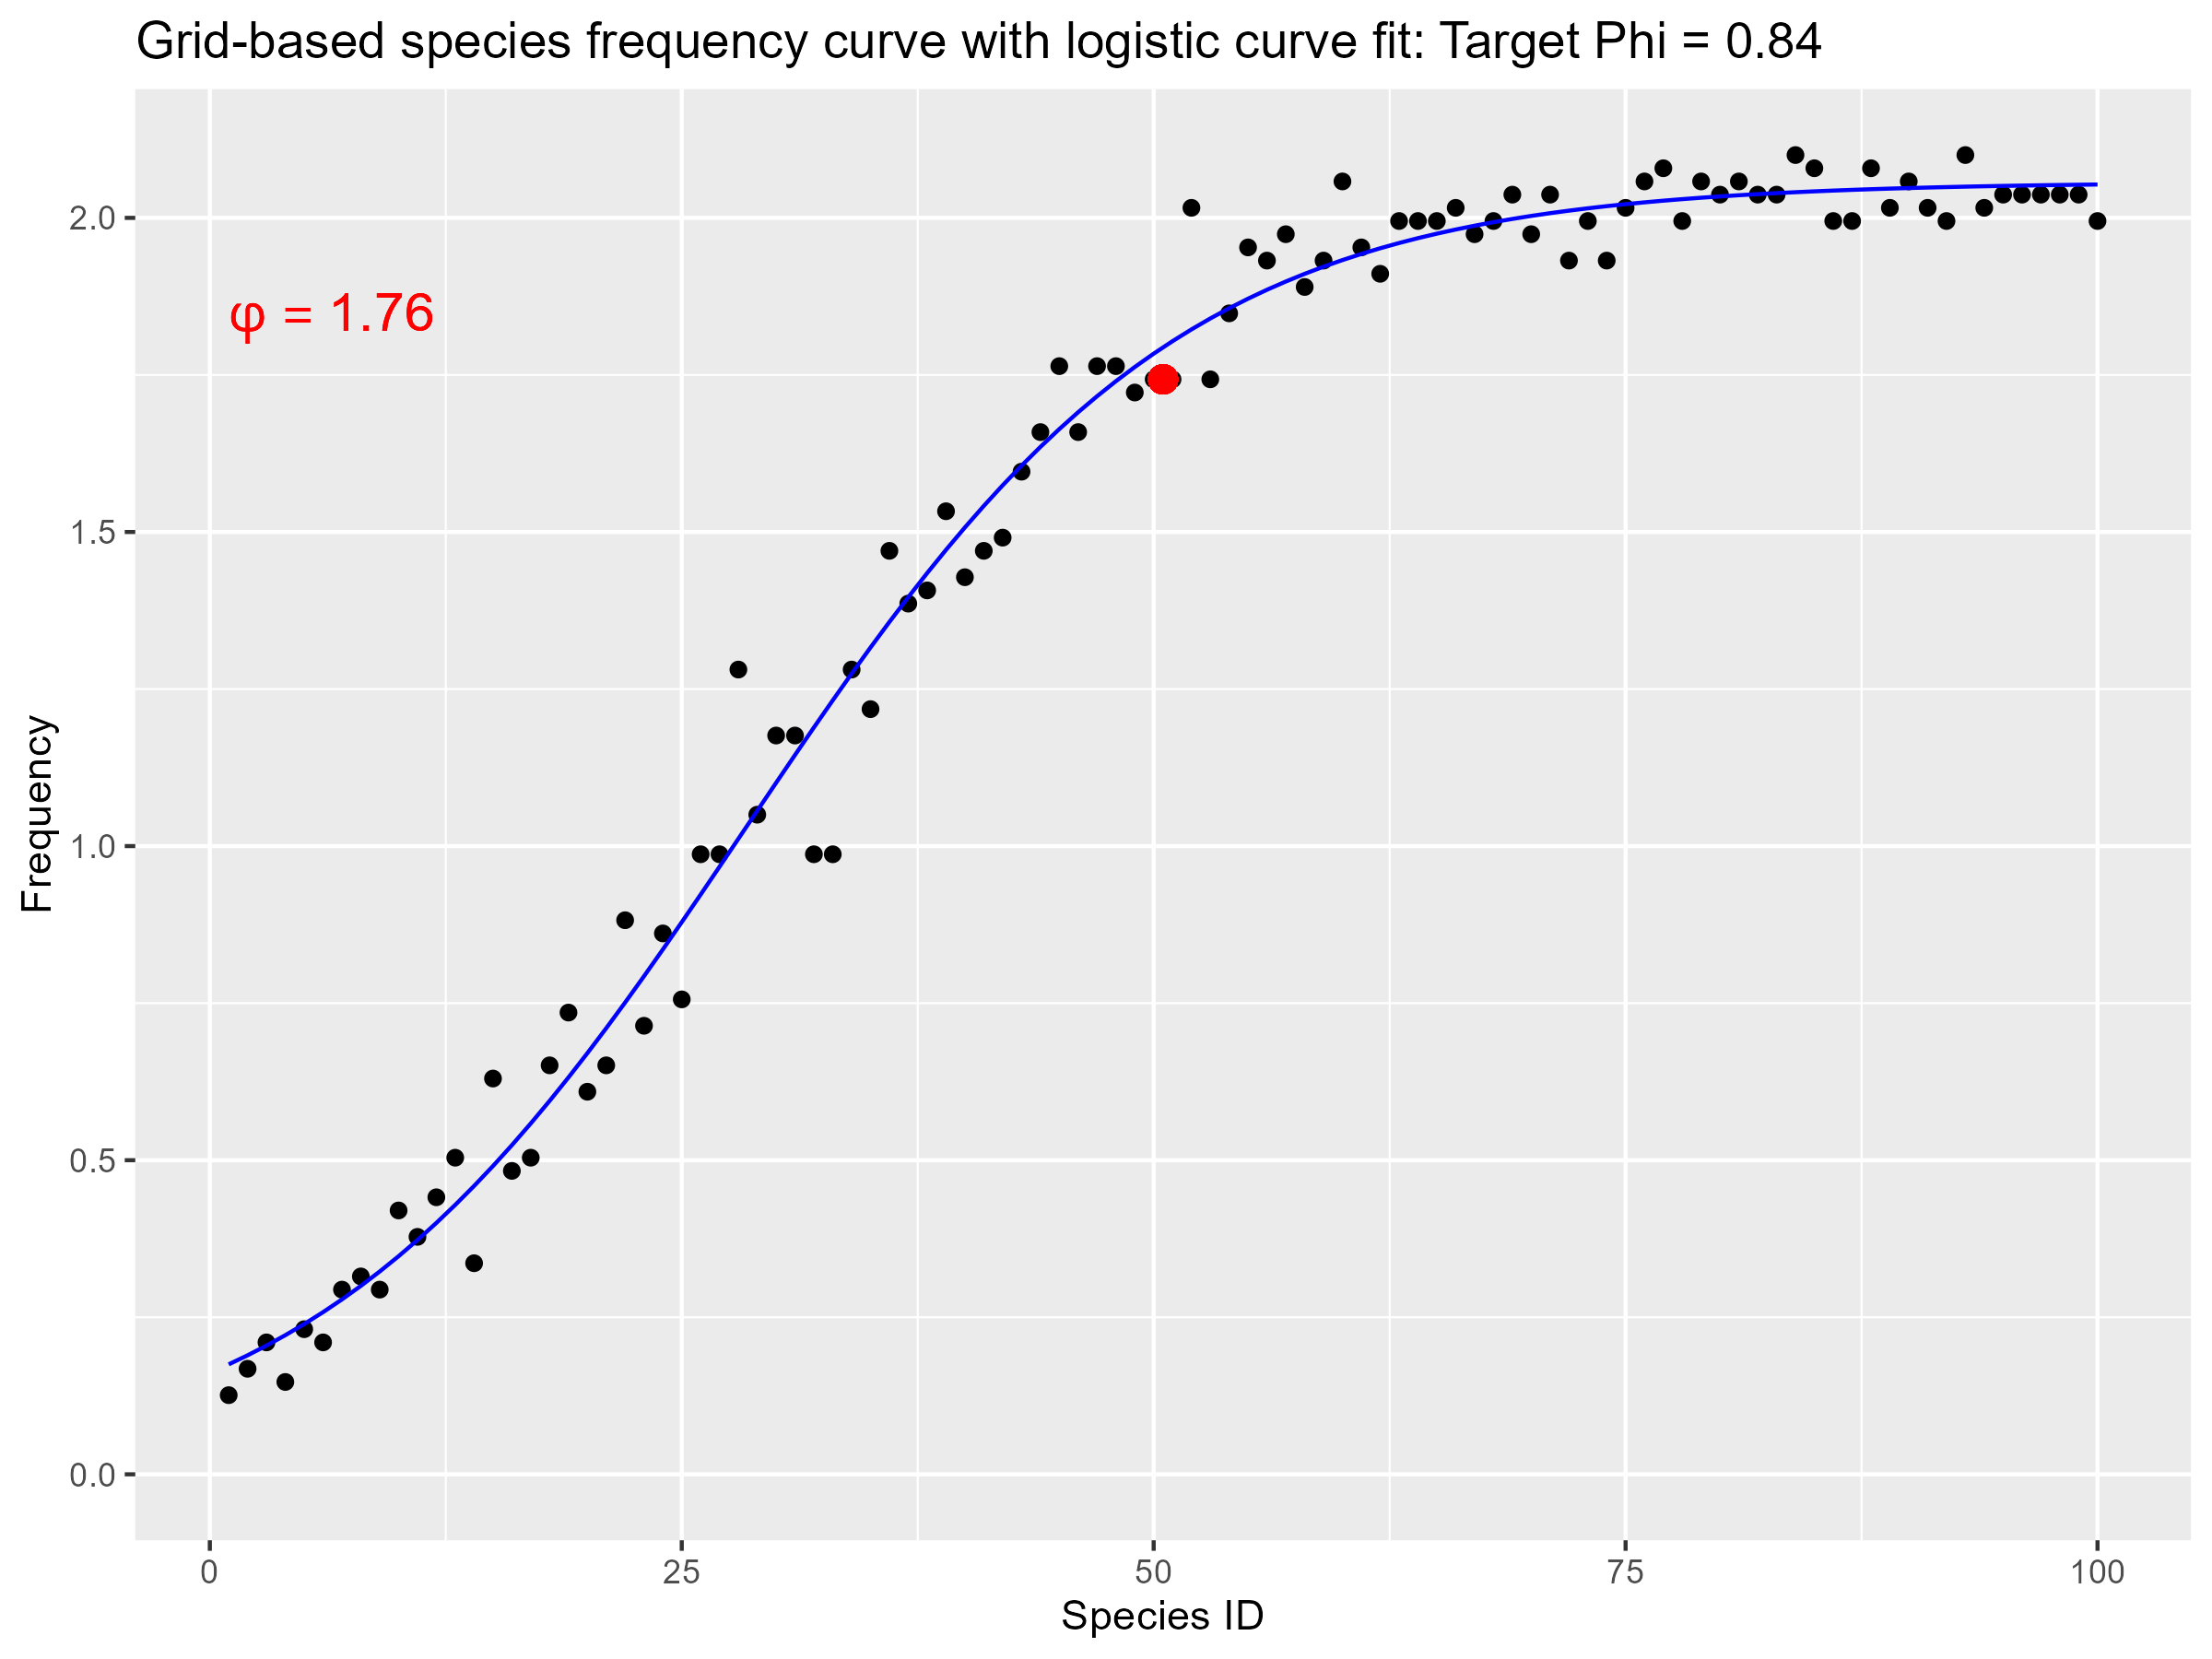 Grid-based species frequency curve with logistic curve fit: Target Phi = 0.84
φ = 1.76
Frequency
2.0
1.5
1.0
0.5
0.0
0 25 50 75 100
Species ID